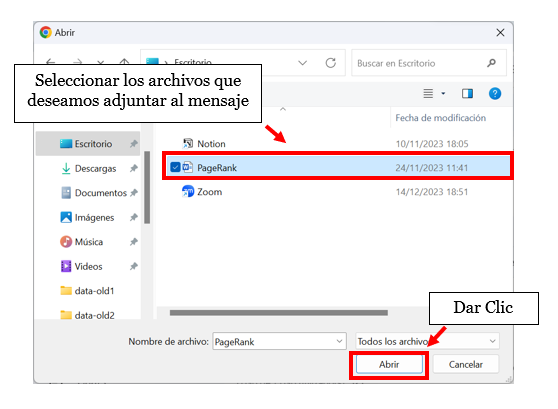 Abrir
Escritorio
Buscar en Escritorio
Seleccionar los archivos que
deseamos adjuntar al mensaje
Fecha de modificación
Escritorio
Notion 10/11/2023 18:05
Descargas
PageRank 24/11/2023 11:41
Documentos
Zoom 14/12/2023 18:51
Imágenes
Música
Videos
data-old1
data-old2
Dar Clic
Nombre de archivo: PageRank
Todos los archivo
Abrir
Cancelar